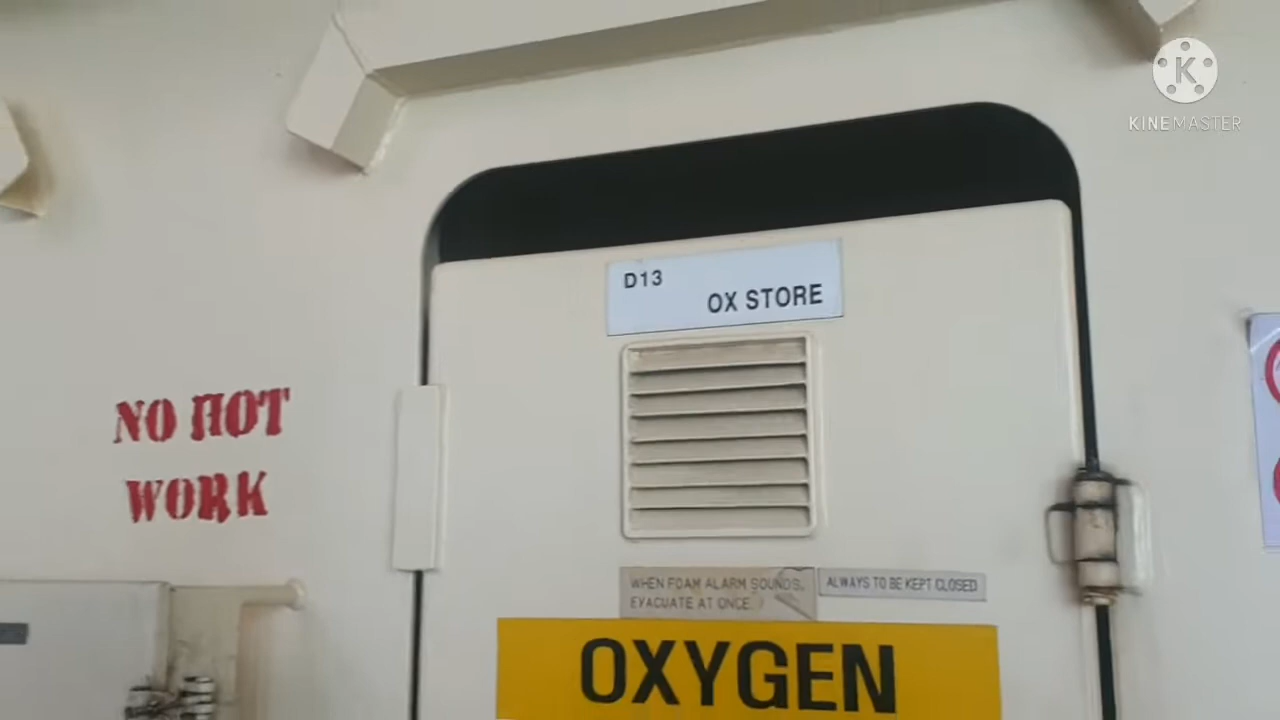 KINEMASTER
D13
OX STORE
NO HOT
WORK
WHEN FOAM ALARM SOUNDS,
EVACUATE AT ONCE.
ALWAYS TO BE KEPT CLOSED
OXYGEN